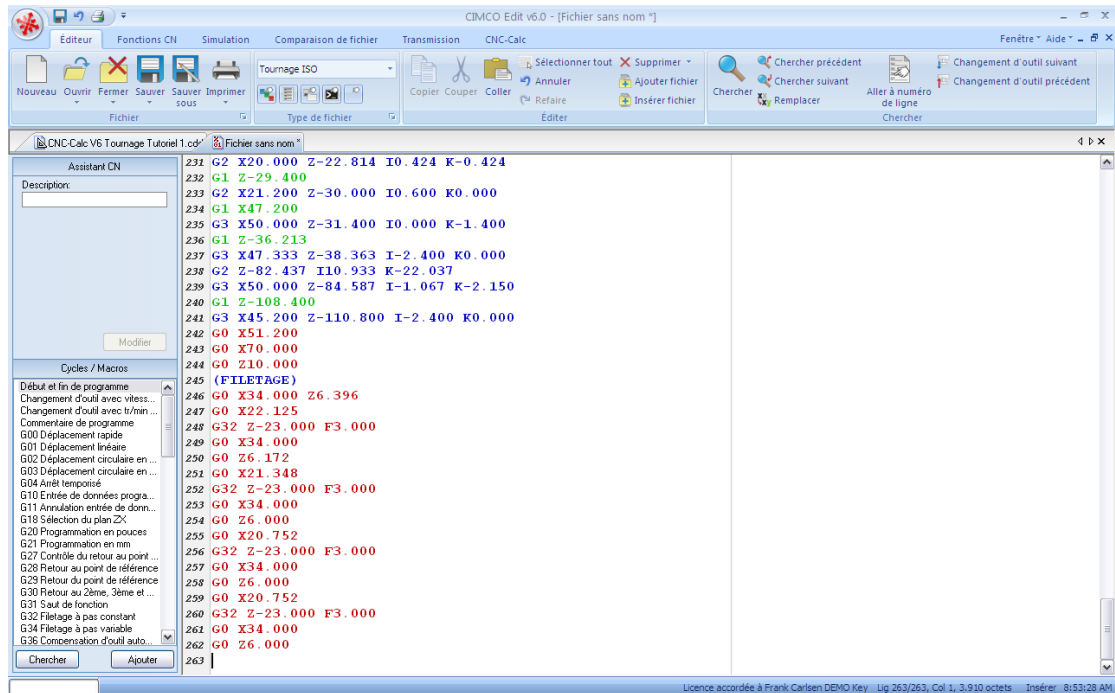 CIMCO Edit v6.0 - [Fichier sans nom *]
Éditeur Fonctions CN Simulation Comparaison de fichier Transmission CNC-Calc Fenêtre Aide
Nouveau Ouvrir Fermer Sauver Sauver sous Imprimer
Fichier
Tournage ISO
Type de fichier
Copier Couper Coller
Sélectionner tout Supprimer
Annuler Ajouter fichier
Refaire Insérer fichier
Éditer
Chercher
Chercher précédent
Chercher suivant
Remplacer
Aller à numéro de ligne
Changement d'outil suivant
Changement d'outil précédent
Chercher
CNC-Calc V6 Tournage Tutoriel 1.cdd Fichier sans nom *
Assistant CN
Description:
Modifier
Cycles / Macros
Début et fin de programme
Changement d'outil avec vitess...
Changement d'outil avec tr/min ...
Commentaire de programme
G00 Déplacement rapide
G01 Déplacement linéaire
G02 Déplacement circulaire en ...
G03 Déplacement circulaire en ...
G04 Arrêt temporisé
G10 Entrée de données progra...
G11 Annulation entrée de donn...
G18 Sélection du plan ZX
G20 Programmation en pouces
G21 Programmation en mm
G27 Contrôle du retour au point ...
G28 Retour au point de référence
G29 Retour du point de référence
G30 Retour au 2ème, 3ème et ...
G31 Saut de fonction
G32 Filetage à pas constant
G34 Filetage à pas variable
G36 Compensation d'outil auto...
Chercher Ajouter
231 G2 X20.000 Z-22.814 I0.424 K-0.424
232 G1 Z-29.400
233 G2 X21.200 Z-30.000 I0.600 K0.000
234 G1 X47.200
235 G3 X50.000 Z-31.400 I0.000 K-1.400
236 G1 Z-36.213
237 G3 X47.333 Z-38.363 I-2.400 K0.000
238 G2 Z-82.437 I10.933 K-22.037
239 G3 X50.000 Z-84.587 I-1.067 K-2.150
240 G1 Z-108.400
241 G3 X45.200 Z-110.800 I-2.400 K0.000
242 G0 X51.200
243 G0 X70.000
244 G0 Z10.000
245 (FILETAGE)
246 G0 X34.000 Z6.396
247 G0 X22.125
248 G32 Z-23.000 F3.000
249 G0 X34.000
250 G0 Z6.172
251 G0 X21.348
252 G32 Z-23.000 F3.000
253 G0 X34.000
254 G0 Z6.000
255 G0 X20.752
256 G32 Z-23.000 F3.000
257 G0 X34.000
258 G0 Z6.000
259 G0 X20.752
260 G32 Z-23.000 F3.000
261 G0 X34.000
262 G0 Z6.000
263
Licence accordée à Frank Carlsen DEMO Key Lig 263/263, Col 1, 3.910 octets Insérer 8:53:28 AM